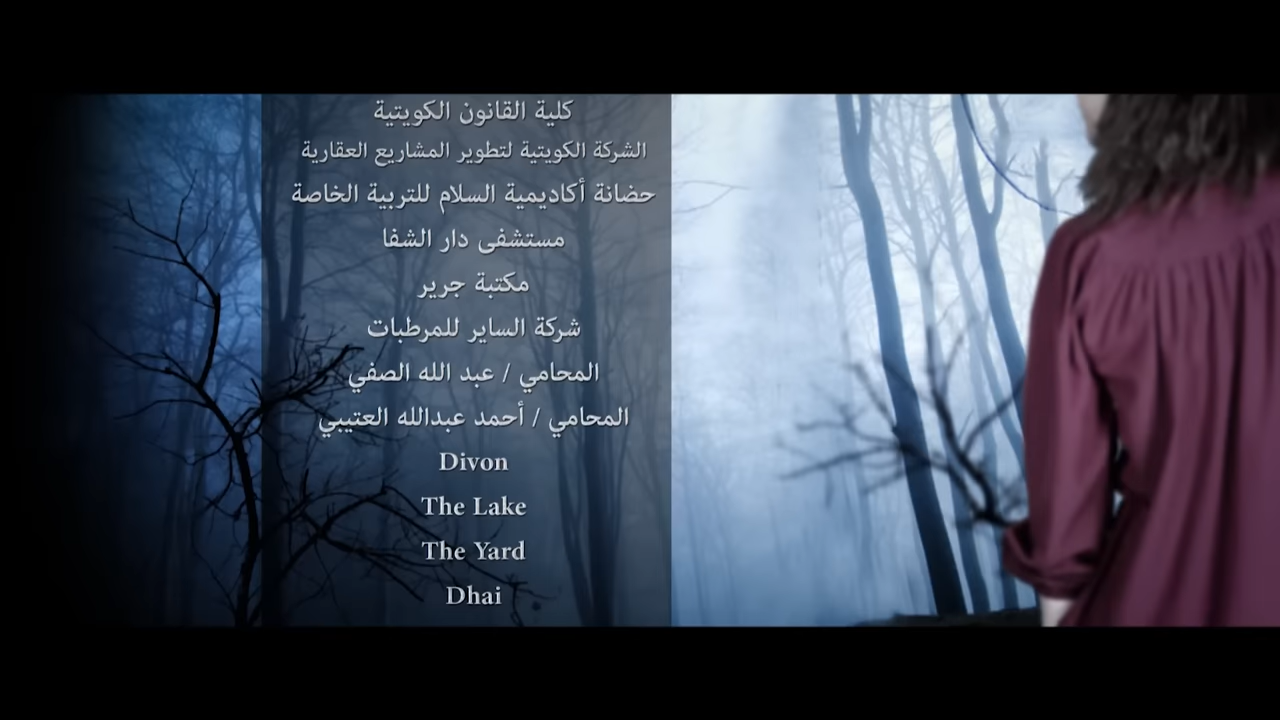 كلية القانون الكويتية
الشركة الكويتية لتطوير المشاريع العقارية
حضانة أكاديمية السلام للتربية الخاصة
مستشفى دار الشفا
مكتبة جرير
شركة الساير للمرطبات
المحامي / عبد الله الصفي
المحامي / أحمد عبدالله العتيبي
Divon
The Lake
The Yard
Dhai